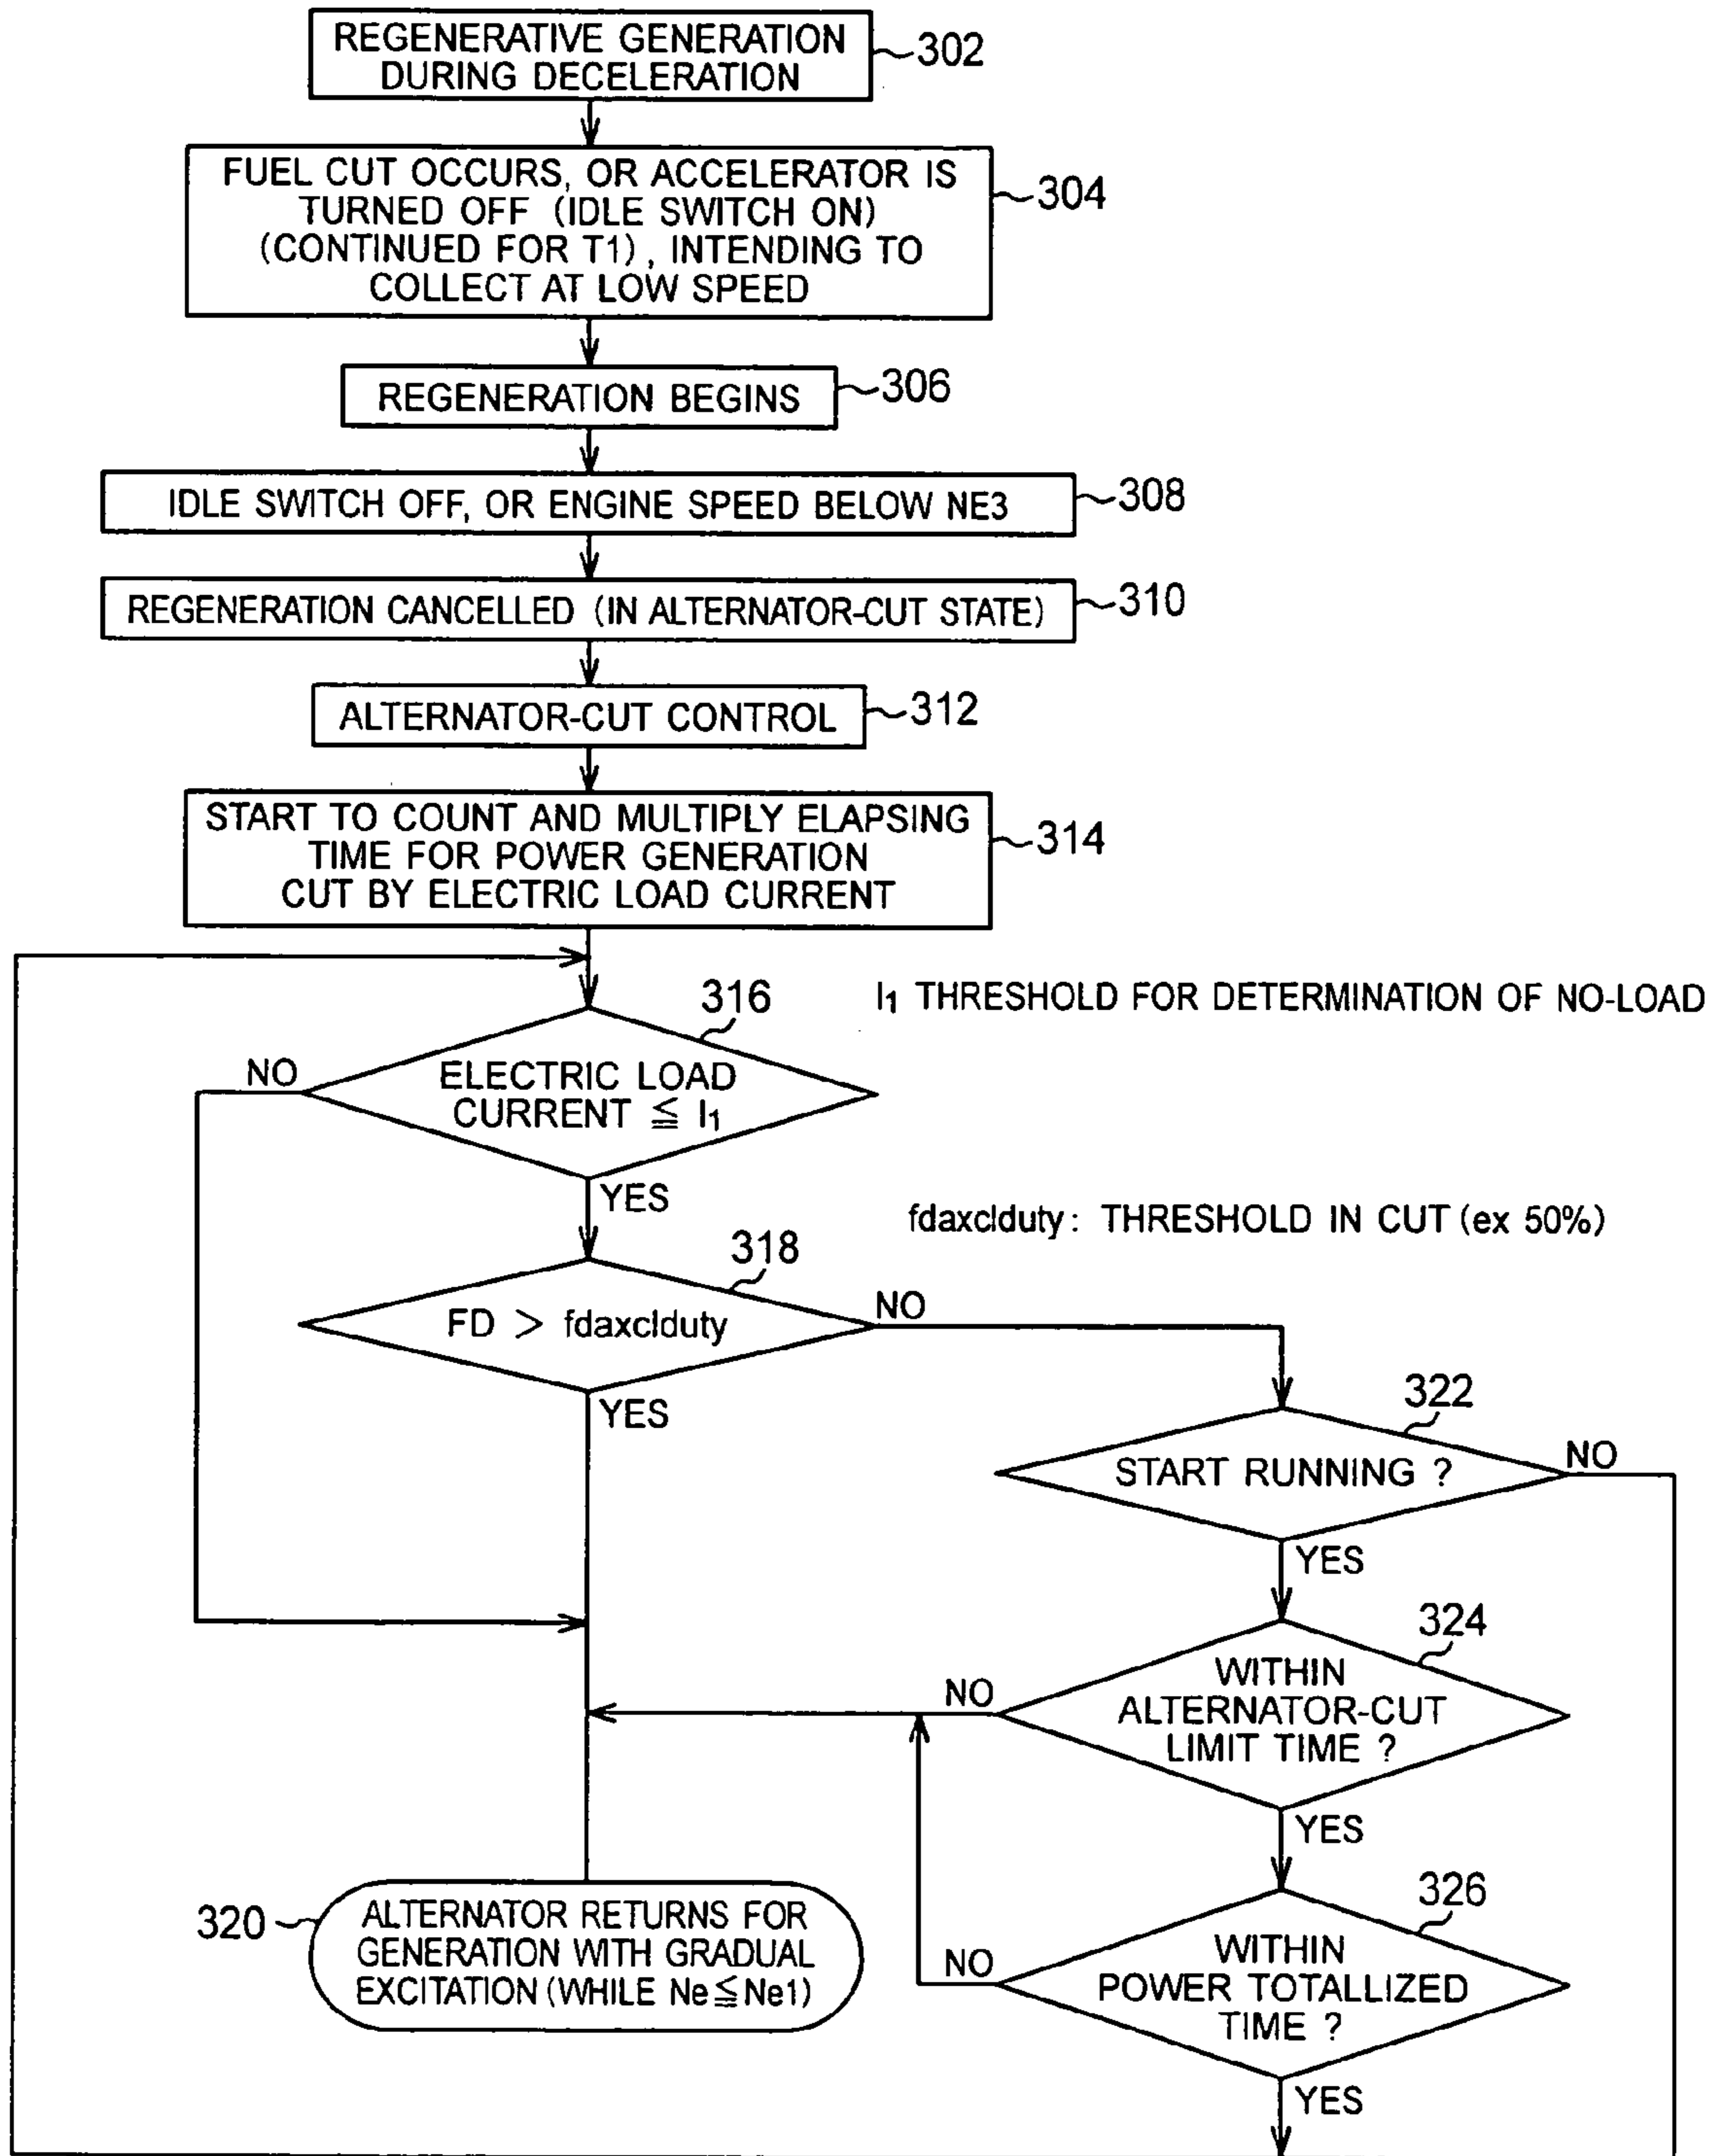 REGENERATIVE GENERATION
DURING DECELERATION
302
FUEL CUT OCCURS, OR ACCELERATOR IS
TURNED OFF (IDLE SWITCH ON)
(CONTINUED FOR T1), INTENDING TO
COLLECT AT LOW SPEED
304
REGENERATION BEGINS
306
IDLE SWITCH OFF, OR ENGINE SPEED BELOW NE3
308
REGENERATION CANCELLED (IN ALTERNATOR-CUT STATE)
310
ALTERNATOR-CUT CONTROL
312
START TO COUNT AND MULTIPLY ELAPSING
TIME FOR POWER GENERATION
CUT BY ELECTRIC LOAD CURRENT
314
316
I1 THRESHOLD FOR DETERMINATION OF NO-LOAD
NO
ELECTRIC LOAD
CURRENT ≦ I1
YES
fdaxclduty: THRESHOLD IN CUT (ex 50%)
318
FD > fdaxclduty
NO
YES
322
START RUNNING ?
NO
YES
324
WITHIN
ALTERNATOR-CUT
LIMIT TIME ?
NO
YES
326
WITHIN
POWER TOTALLIZED
TIME ?
NO
YES
320
ALTERNATOR RETURNS FOR
GENERATION WITH GRADUAL
EXCITATION (WHILE Ne≦Ne1)